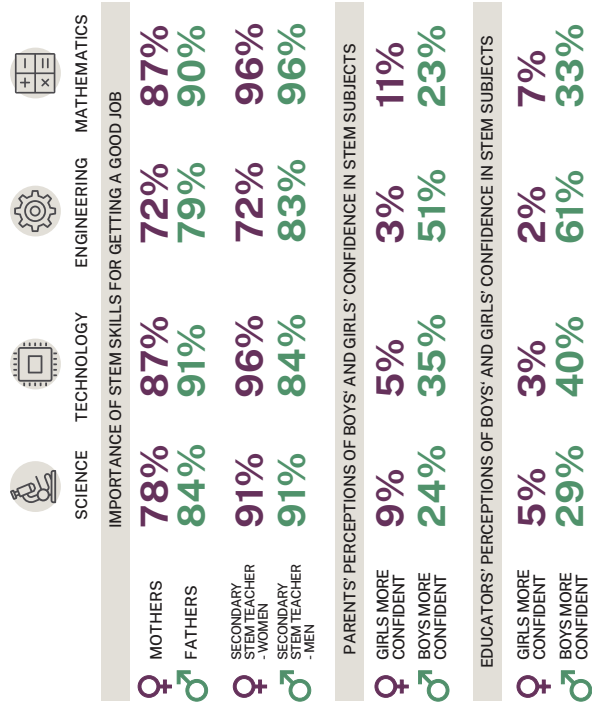 SCIENCE TECHNOLOGY ENGINEERING MATHEMATICS
IMPORTANCE OF STEM SKILLS FOR GETTING A GOOD JOB
MOTHERS 78% 87% 72% 87%
FATHERS 84% 91% 79% 90%
SECONDARY
STEM TEACHER
- WOMEN 91% 96% 72% 96%
SECONDARY
STEM TEACHER
- MEN 91% 84% 83% 96%
PARENTS' PERCEPTIONS OF BOYS' AND GIRLS' CONFIDENCE IN STEM SUBJECTS
GIRLS MORE
CONFIDENT 9% 5% 3% 11%
BOYS MORE
CONFIDENT 24% 35% 51% 23%
EDUCATORS' PERCEPTIONS OF BOYS' AND GIRLS' CONFIDENCE IN STEM SUBJECTS
GIRLS MORE
CONFIDENT 5% 3% 2% 7%
BOYS MORE
CONFIDENT 29% 40% 61% 33%